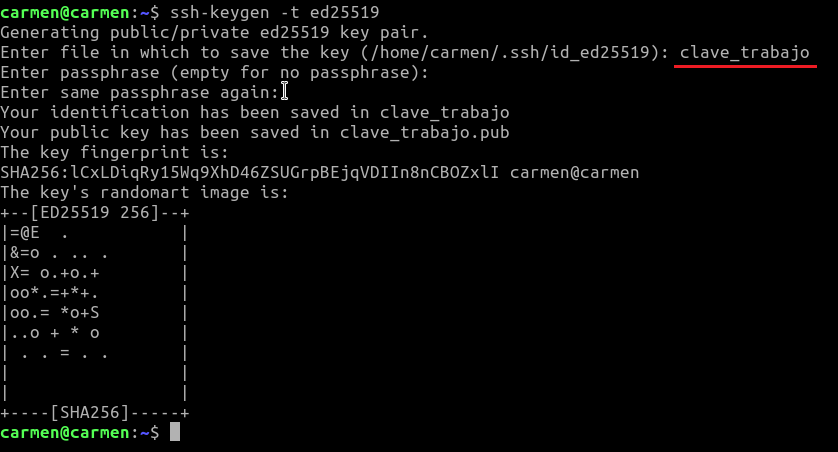 carmen@carmen:~$ ssh-keygen -t ed25519
Generating public/private ed25519 key pair.
Enter file in which to save the key (/home/carmen/.ssh/id_ed25519): clave_trabajo
Enter passphrase (empty for no passphrase):
Enter same passphrase again:
Your identification has been saved in clave_trabajo
Your public key has been saved in clave_trabajo.pub
The key fingerprint is:
SHA256:lCxLDiqRy15Wq9XhD46ZSUGrpBEjqVDIIn8nCBOZxlI carmen@carmen
The key's randomart image is:
+--[ED25519 256]--+
|=@E  .           |
|&=o . .. .       |
|X= o.+o.+        |
|oo*.=+*+.        |
|oo.= *o+S        |
|..o + * o        |
| . . = . .       |
|                 |
|                 |
+----[SHA256]-----+
carmen@carmen:~$